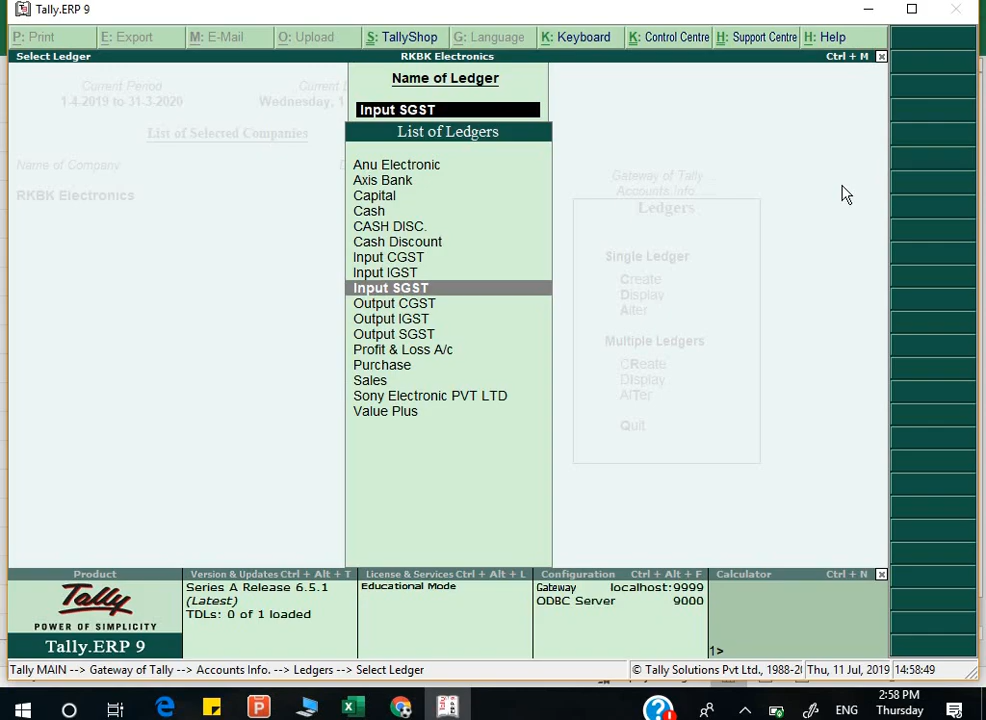 Tally.ERP 9
P: Print E: Export M: E-Mail O: Upload S: TallyShop G: Language K: Keyboard K: Control Centre H: Support Centre H: Help
Select Ledger RKBK Electronics Ctrl + M
Name of Ledger
Current Period
1-4-2019 to 31-3-2020 Wednesday, 1
Input SGST
List of Selected Companies List of Ledgers
Name of Company
RKBK Electronics
Anu Electronic
Axis Bank
Capital
Cash
CASH DISC.
Cash Discount
Input CGST
Input IGST
Input SGST
Output CGST
Output IGST
Output SGST
Profit & Loss A/c
Purchase
Sales
Sony Electronic PVT LTD
Value Plus
Gateway of Tally ...
Accounts Info. ...
Ledgers
Single Ledger
Create
Display
Alter
Multiple Ledgers
CReate
DIsplay
AlTer
Quit
Product Version & Updates Ctrl + Alt + T License & Services Ctrl + Alt + L Configuration Ctrl + Alt + F Calculator Ctrl + N
Tally
POWER OF SIMPLICITY
Tally.ERP 9
Series A Release 6.5.1
(Latest)
TDLs: 0 of 1 loaded
Educational Mode
Gateway localhost:9999
ODBC Server 9000
1>
Tally MAIN --> Gateway of Tally --> Accounts Info. --> Ledgers --> Select Ledger © Tally Solutions Pvt Ltd., 1988-2 Thu, 11 Jul, 2019 14:58:49
ENG 2:58 PM
Thursday